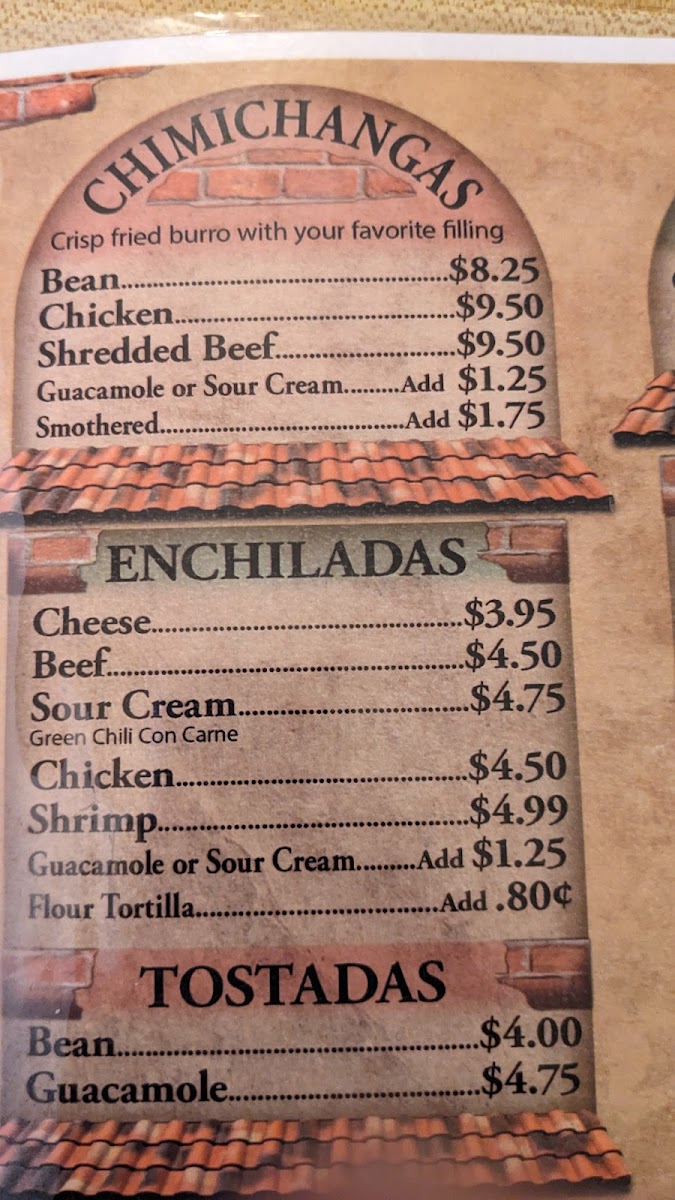 CHIMICHANGAS
Crisp fried burro with your favorite filling
Bean..........$8.25
Chicken..........$9.50
Shredded Beef..........$9.50
Guacamole or Sour Cream.........Add $1.25
Smothered..........Add $1.75
ENCHILADAS
Cheese..........$3.95
Beef..........$4.50
Sour Cream..........$4.75
Green Chili Con Carne
Chicken..........$4.50
Shrimp..........$4.99
Guacamole or Sour Cream.........Add $1.25
Flour Tortilla..........Add .80¢
TOSTADAS
Bean..........$4.00
Guacamole..........$4.75